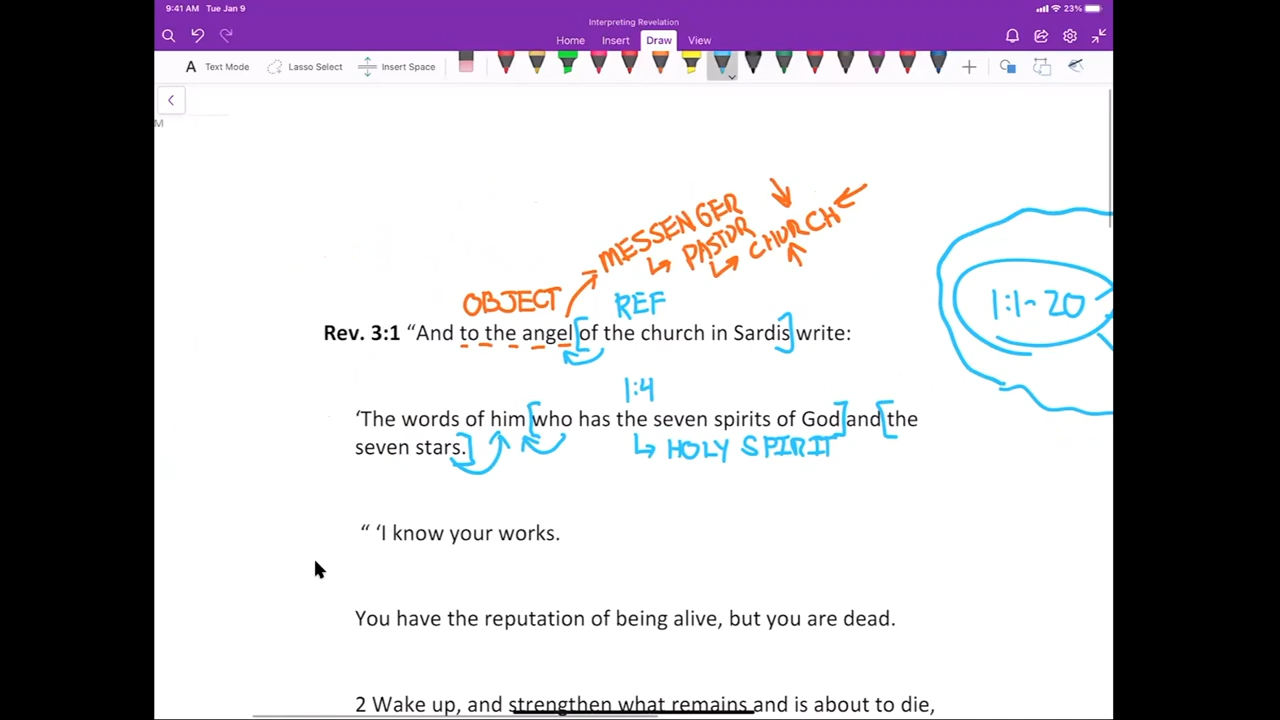 9:41 AM Tue Jan 9
23%
Interpreting Revelation
Home Insert Draw View
Text Mode Lasso Select Insert Space
M
MESSENGER
↳ PASTOR
↳ CHURCH
OBJECT
REF
1:1-20
Rev. 3:1 “And to the angel of the church in Sardis write:
1:4
‘The words of him who has the seven spirits of God and the
seven stars.
↳ HOLY SPIRIT
“ ‘I know your works.
You have the reputation of being alive, but you are dead.
2 Wake up, and strengthen what remains and is about to die,